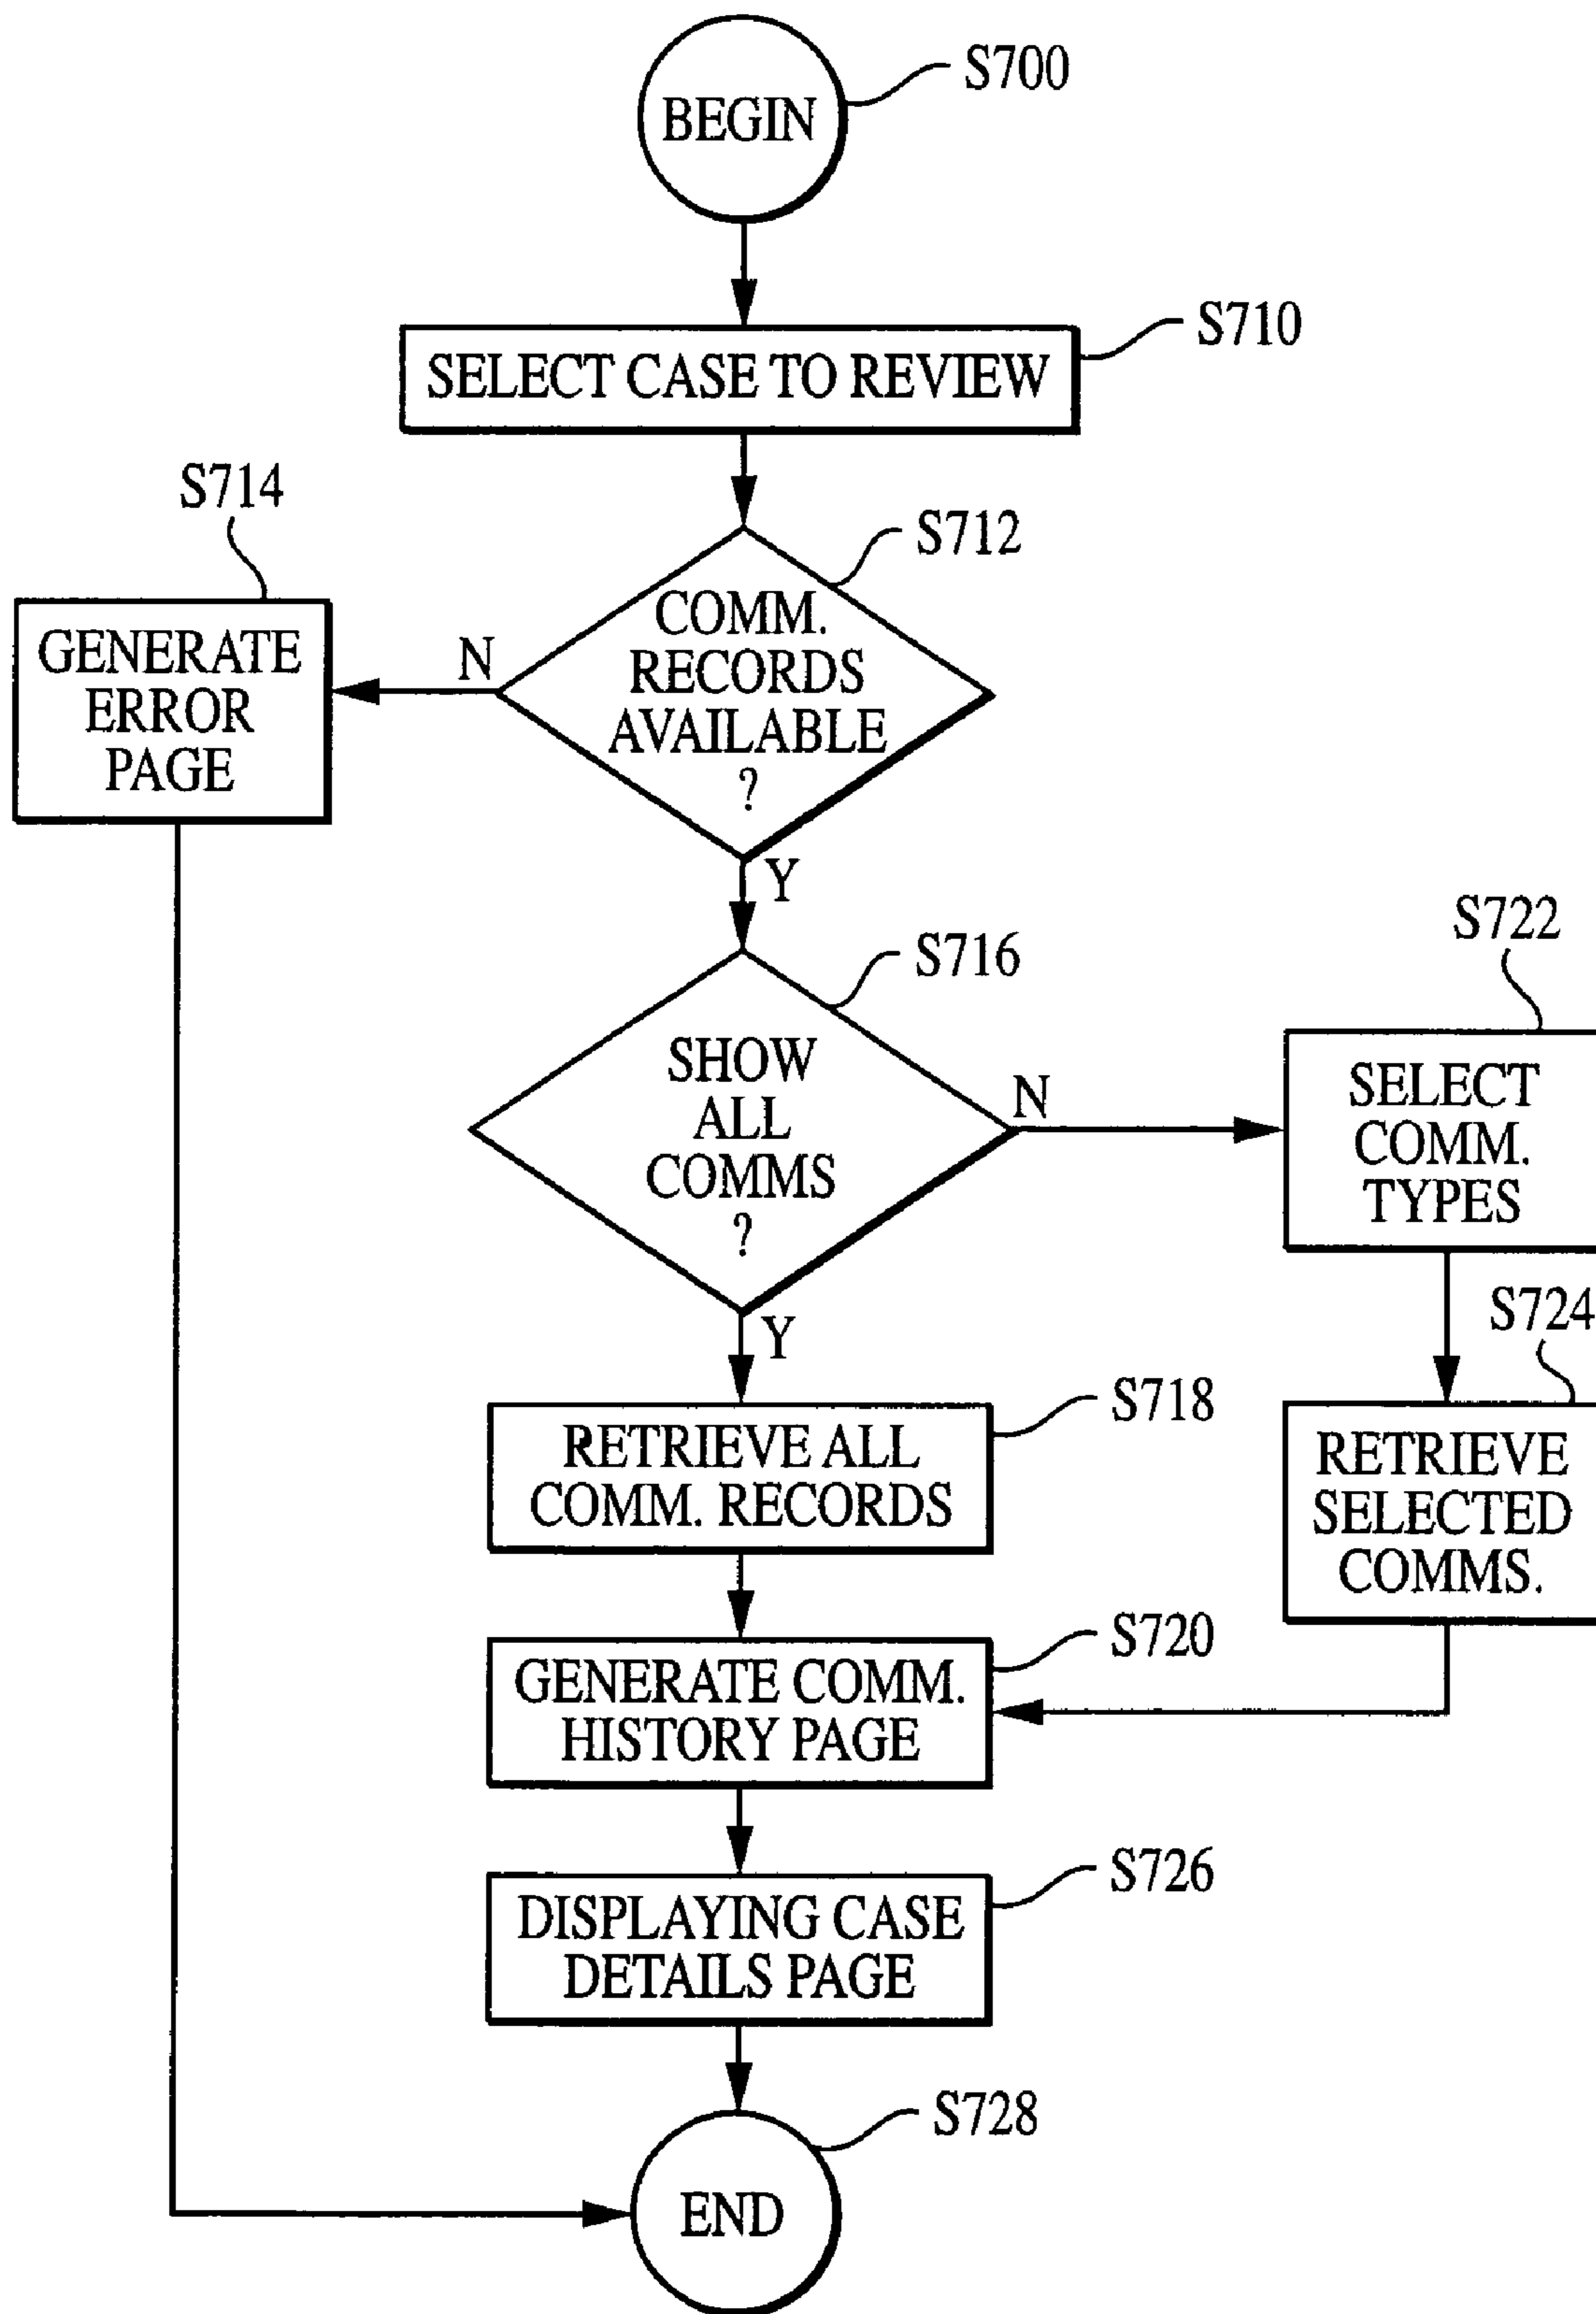 S700
BEGIN
S710
SELECT CASE TO REVIEW
S714
S712
GENERATE
ERROR
PAGE
N
COMM.
RECORDS
AVAILABLE
?
Y
S716
S722
SHOW
ALL
COMMS
?
N
SELECT
COMM.
TYPES
Y
S724
S718
RETRIEVE ALL
COMM. RECORDS
RETRIEVE
SELECTED
COMMS.
S720
GENERATE COMM.
HISTORY PAGE
S726
DISPLAYING CASE
DETAILS PAGE
S728
END